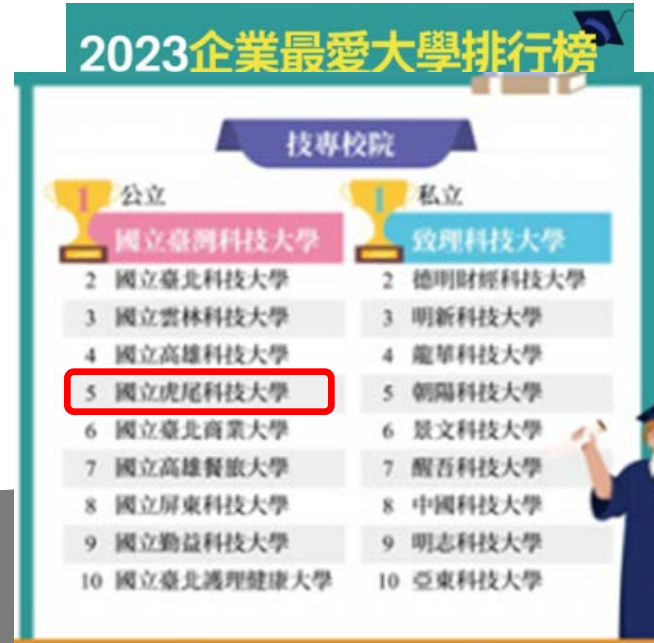 2023企業最愛大學排行榜
技專校院
1 公立
國立臺灣科技大學
2 國立臺北科技大學
3 國立雲林科技大學
4 國立高雄科技大學
5 國立虎尾科技大學
6 國立臺北商業大學
7 國立高雄餐旅大學
8 國立屏東科技大學
9 國立勤益科技大學
10 國立臺北護理健康大學
1 私立
致理科技大學
2 德明財經科技大學
3 明新科技大學
4 龍華科技大學
5 朝陽科技大學
6 景文科技大學
7 醒吾科技大學
8 中國科技大學
9 明志科技大學
10 亞東科技大學